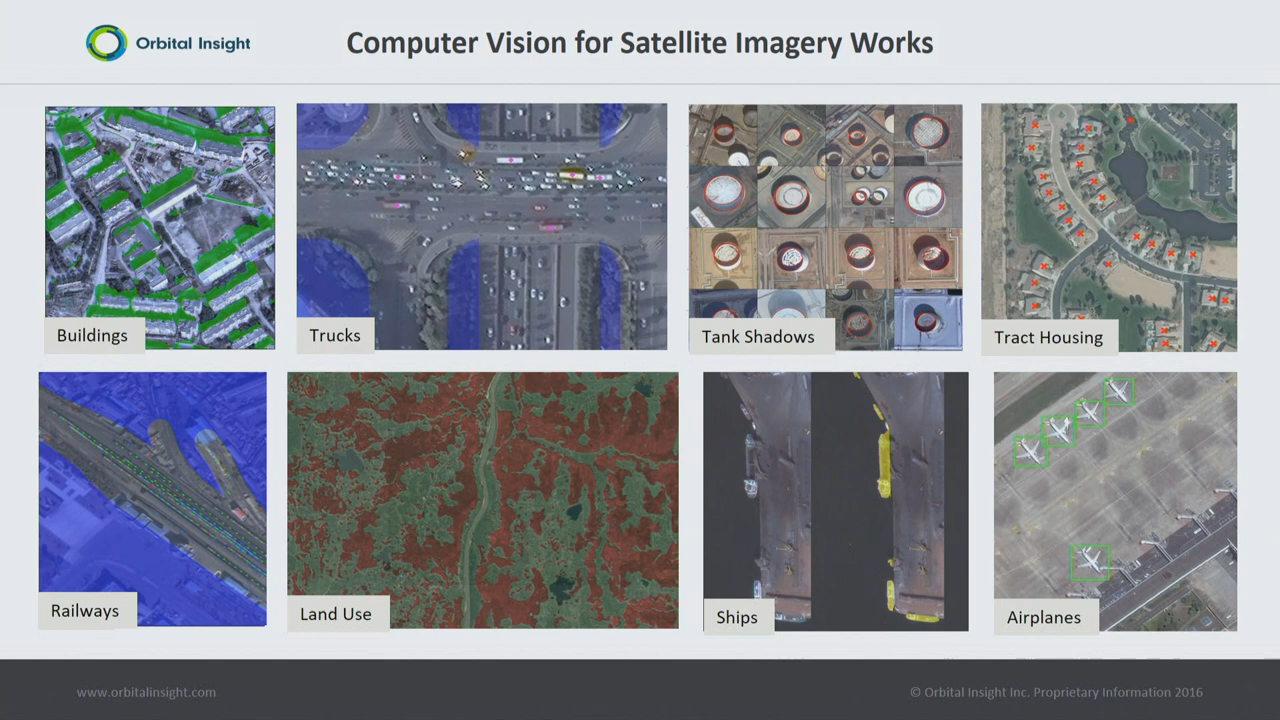 Orbital Insight
Computer Vision for Satellite Imagery Works
Buildings
Trucks
Tank Shadows
Tract Housing
Railways
Land Use
Ships
Airplanes
www.orbitalinsight.com
© Orbital Insight Inc. Proprietary Information 2016